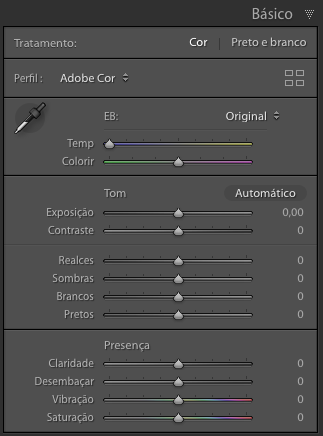 Básico
Tratamento: Cor Preto e branco
Perfil : Adobe Cor
EB: Original
Temp
Colorir
Tom Automático
Exposição 0,00
Contraste 0
Realces 0
Sombras 0
Brancos 0
Pretos 0
Presença
Claridade 0
Desembaçar 0
Vibração 0
Saturação 0